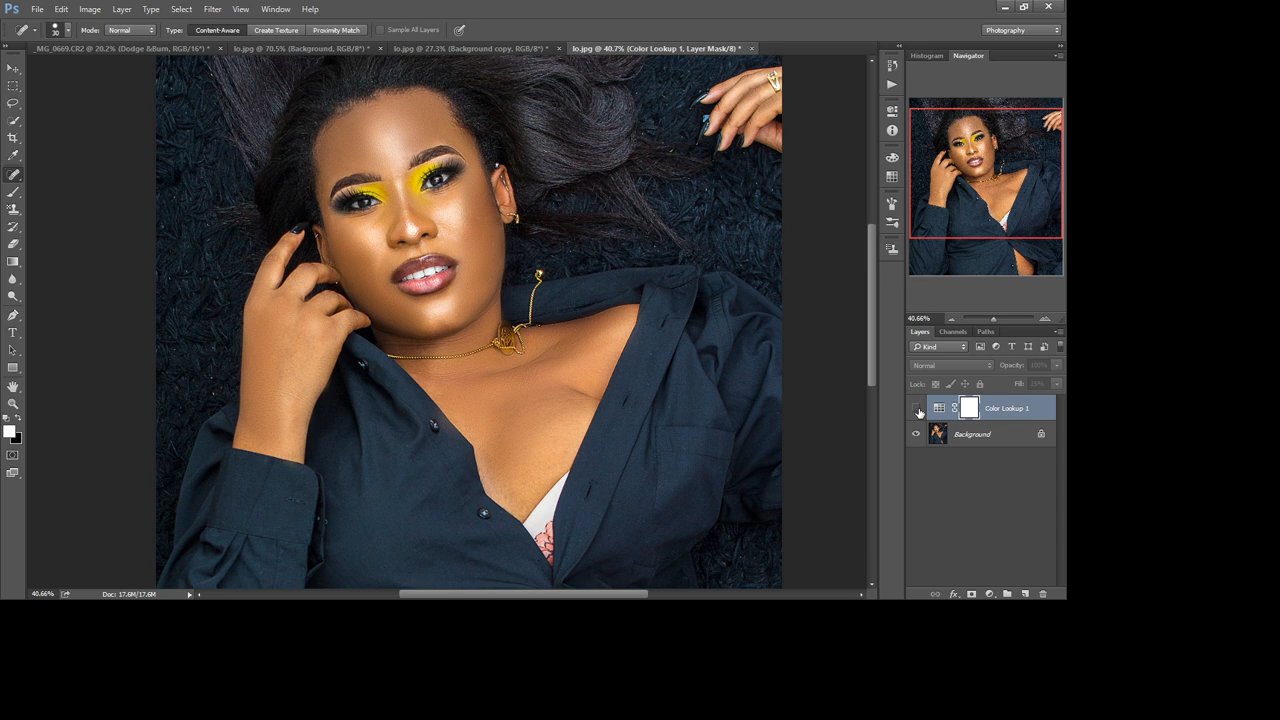 Ps File Edit Image Layer Type Select Filter View Window Help
30 Mode: Normal Type: Content-Aware Create Texture Proximity Match Sample All Layers Photography
_MG_0669.CR2 @ 20.2% (Dodge &Burn, RGB/16*) * × lo.jpg @ 70.5% (Background, RGB/8*) * × lo.jpg @ 27.3% (Background copy, RGB/8*) * × lo.jpg @ 40.7% (Color Lookup 1, Layer Mask/8) * ×
Histogram Navigator
40.66%
Layers Channels Paths
Kind
Normal Opacity: 100%
Lock: Fill: 25%
Color Lookup 1
Background
40.66% Doc: 17.6M/17.6M